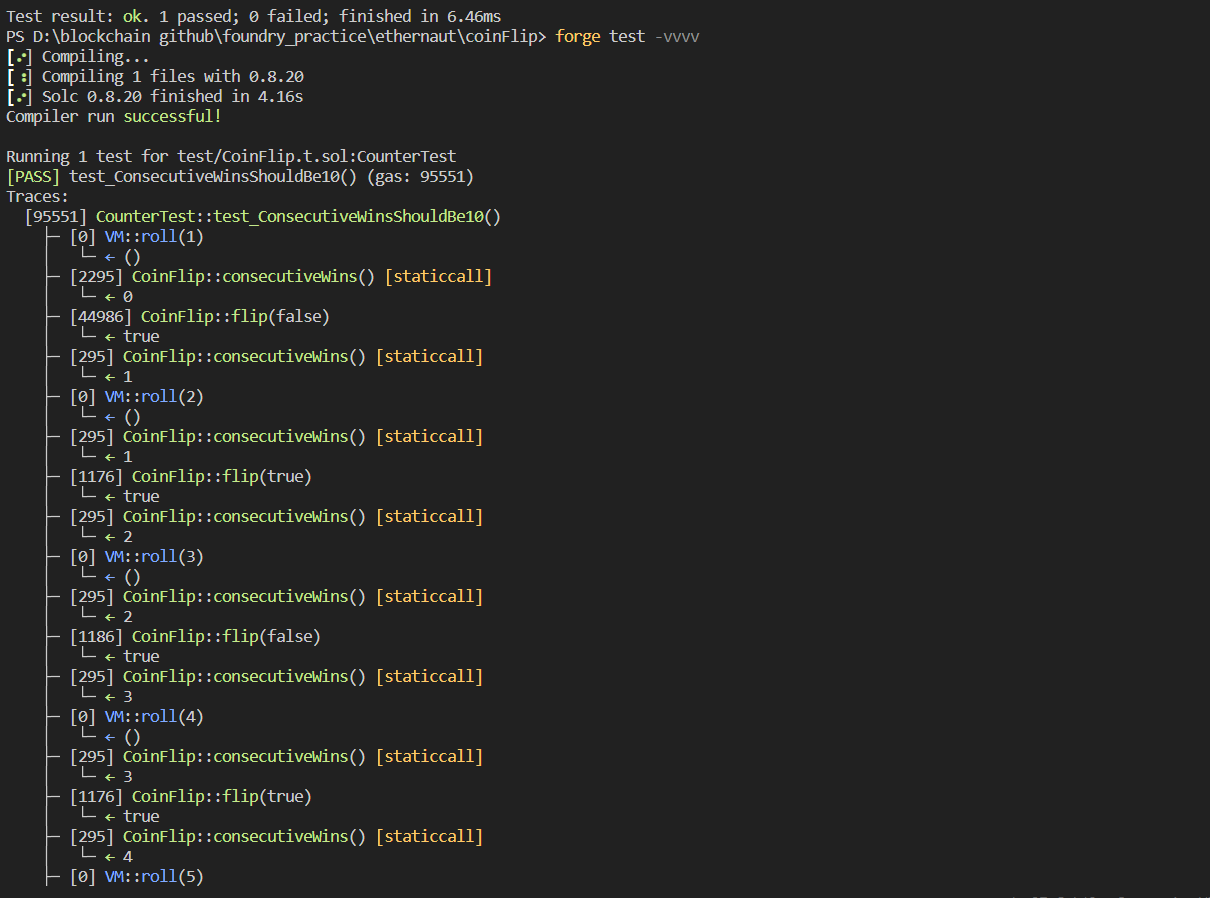 Test result: ok. 1 passed; 0 failed; finished in 6.46ms
PS D:\blockchain github\foundry_practice\ethernaut\coinFlip> forge test -vvvv
[⠔] Compiling...
[⠘] Compiling 1 files with 0.8.20
[⠔] Solc 0.8.20 finished in 4.16s
Compiler run successful!

Running 1 test for test/CoinFlip.t.sol:CounterTest
[PASS] test_ConsecutiveWinsShouldBe10() (gas: 95551)
Traces:
  [95551] CounterTest::test_ConsecutiveWinsShouldBe10()
    ├─ [0] VM::roll(1)
    │   └─ ← ()
    ├─ [2295] CoinFlip::consecutiveWins() [staticcall]
    │   └─ ← 0
    ├─ [44986] CoinFlip::flip(false)
    │   └─ ← true
    ├─ [295] CoinFlip::consecutiveWins() [staticcall]
    │   └─ ← 1
    ├─ [0] VM::roll(2)
    │   └─ ← ()
    ├─ [295] CoinFlip::consecutiveWins() [staticcall]
    │   └─ ← 1
    ├─ [1176] CoinFlip::flip(true)
    │   └─ ← true
    ├─ [295] CoinFlip::consecutiveWins() [staticcall]
    │   └─ ← 2
    ├─ [0] VM::roll(3)
    │   └─ ← ()
    ├─ [295] CoinFlip::consecutiveWins() [staticcall]
    │   └─ ← 2
    ├─ [1186] CoinFlip::flip(false)
    │   └─ ← true
    ├─ [295] CoinFlip::consecutiveWins() [staticcall]
    │   └─ ← 3
    ├─ [0] VM::roll(4)
    │   └─ ← ()
    ├─ [295] CoinFlip::consecutiveWins() [staticcall]
    │   └─ ← 3
    ├─ [1176] CoinFlip::flip(true)
    │   └─ ← true
    ├─ [295] CoinFlip::consecutiveWins() [staticcall]
    │   └─ ← 4
    ├─ [0] VM::roll(5)